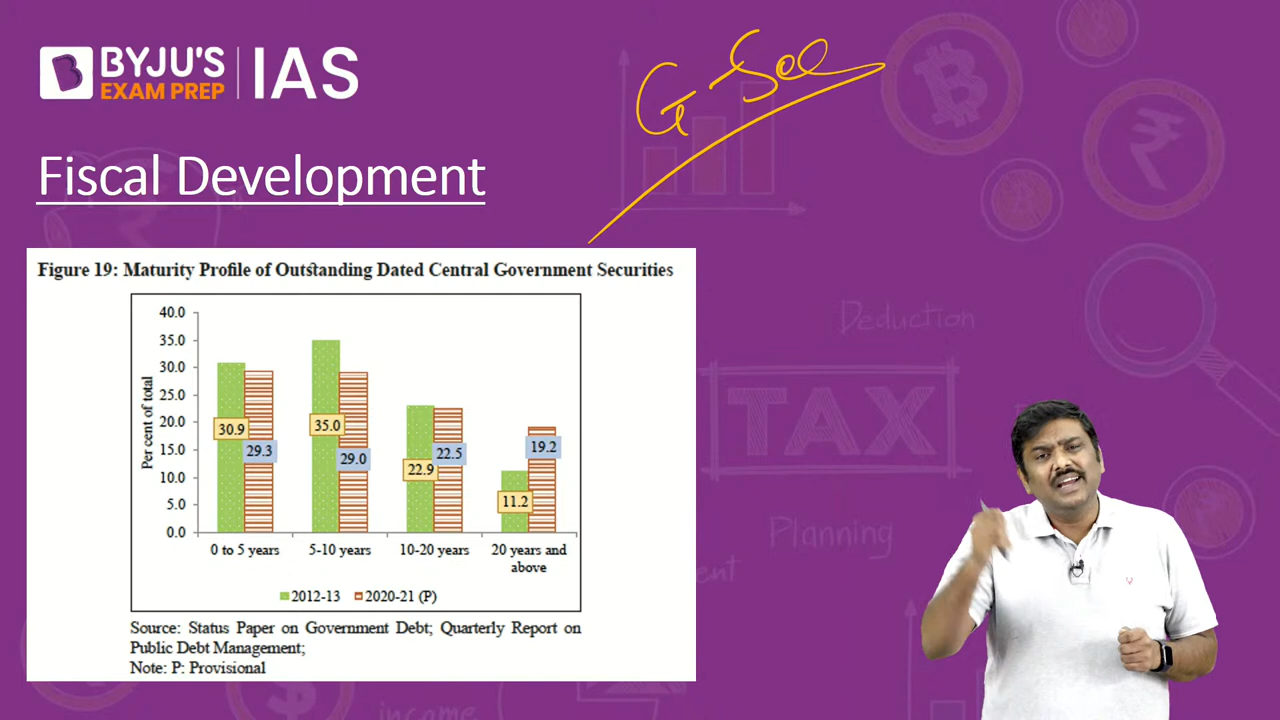 BYJU'S
EXAM PREP
IAS
G-Sec
Fiscal Development
Figure 19: Maturity Profile of Outstanding Dated Central Government Securities
Per cent of total
40.0
35.0
30.0
25.0
20.0
15.0
10.0
5.0
0.0
30.9
29.3
35.0
29.0
22.9
22.5
11.2
19.2
0 to 5 years
5-10 years
10-20 years
20 years and
above
2012-13
2020-21 (P)
Source: Status Paper on Government Debt; Quarterly Report on
Public Debt Management;
Note: P: Provisional
Deduction
TAX
Planning
income